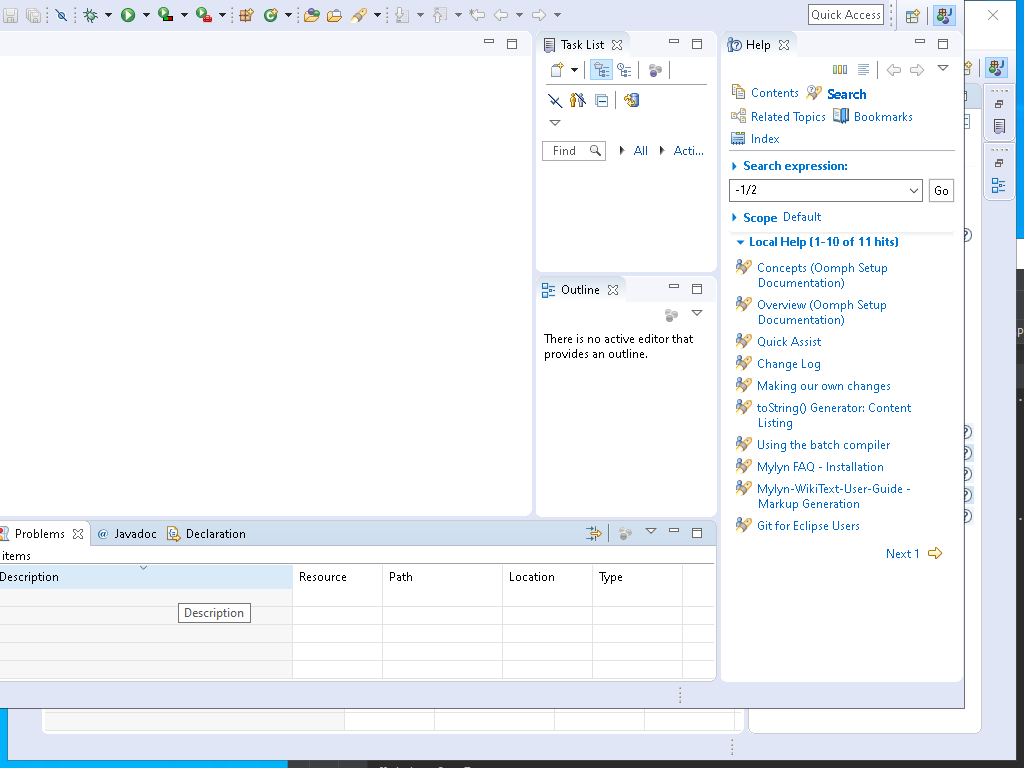 Quick Access
Task List
Help
Contents
Search
Related Topics
Bookmarks
Index
Find
All
Acti...
Search expression:
-1/2
Go
Scope
Default
Local Help (1-10 of 11 hits)
Concepts (Oomph Setup
Documentation)
Overview (Oomph Setup
Documentation)
Quick Assist
Change Log
Making our own changes
toString() Generator: Content
Listing
Using the batch compiler
Mylyn FAQ - Installation
Mylyn-WikiText-User-Guide -
Markup Generation
Git for Eclipse Users
Next 1
Outline
There is no active editor that
provides an outline.
Problems
@ Javadoc
Declaration
items
Description
Resource
Path
Location
Type
Description